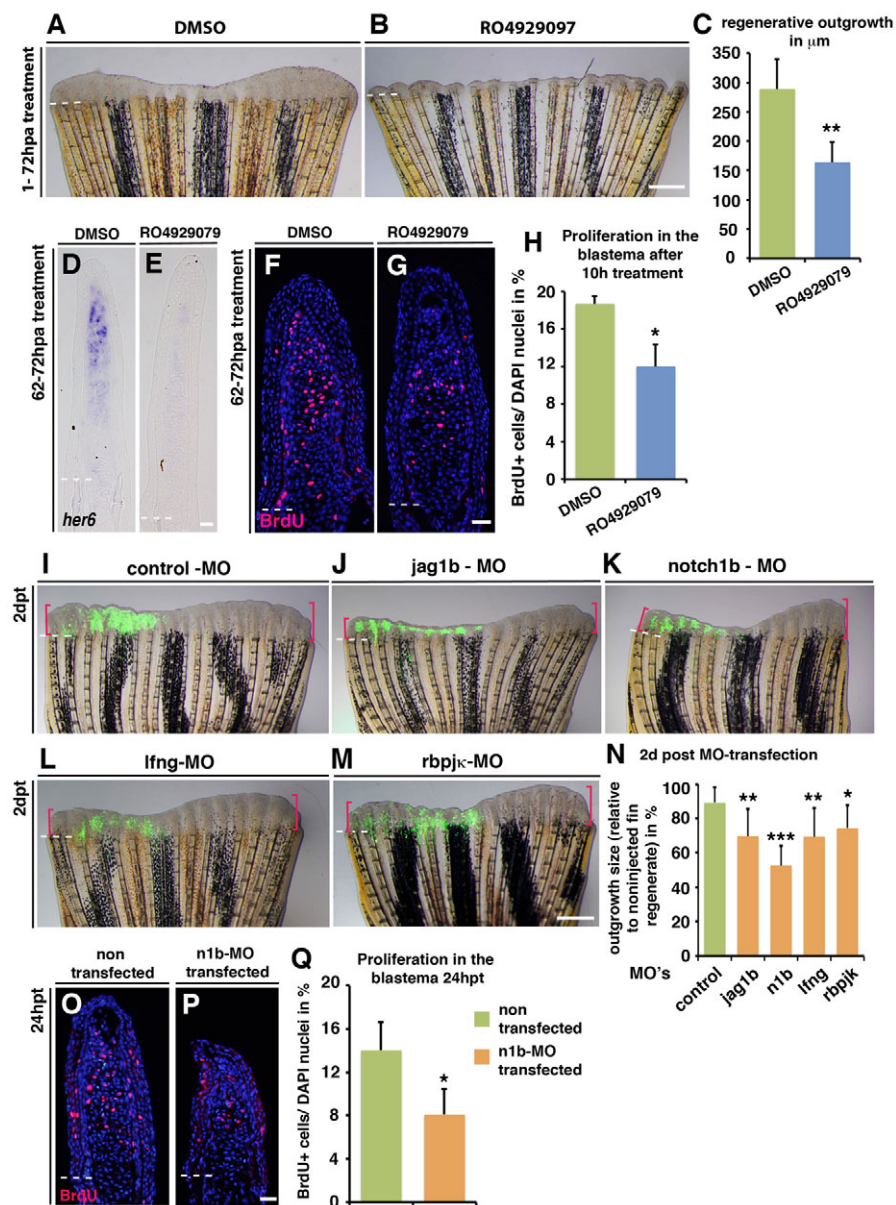 A
DMSO
B
RO4929097
1-72hpa treatment
C
regenerative outgrowth
in μm
350
300
250
200
150
100
50
0
**
DMSO
RO4929079
DMSO
RO4929079
D
E
62-72hpa treatment
her6
DMSO
RO4929079
F
G
62-72hpa treatment
BrdU
H
Proliferation in the
blastema after
10h treatment
BrdU+ cells/ DAPI nuclei in %
20
16
12
8
4
0
*
DMSO
RO4929079
I
control -MO
J
jag1b - MO
K
notch1b - MO
2dpt
L
lfng-MO
M
rbpjκ-MO
2dpt
N
2d post MO-transfection
outgrowth size (relative
to noninjected fin
regenerate) in %
100
80
60
40
20
0
**
***
**
*
MO's
control
jag1b
n1b
lfng
rbpjk
non
transfected
n1b-MO
transfected
O
P
24hpt
BrdU
Q
Proliferation in the
blastema 24hpt
BrdU+ cells/ DAPI nuclei in %
20
16
12
8
4
0
*
non
transfected
n1b-MO
transfected